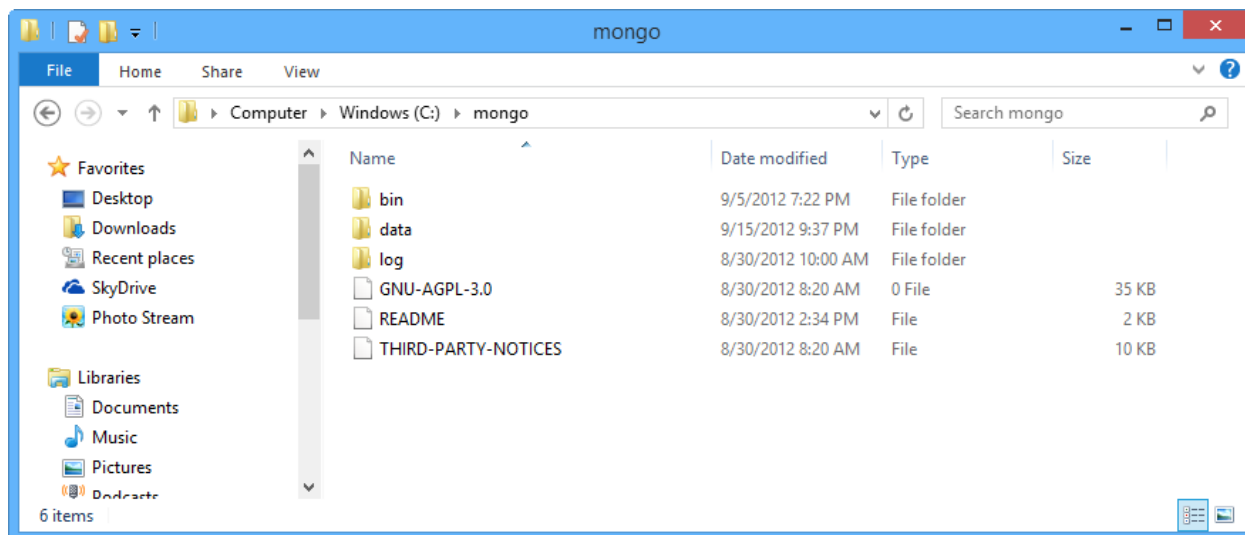 mongo
File Home Share View
Computer Windows (C:) mongo Search mongo
Name Date modified Type Size
Favorites
Desktop bin 9/5/2012 7:22 PM File folder
Downloads data 9/15/2012 9:37 PM File folder
Recent places log 8/30/2012 10:00 AM File folder
SkyDrive GNU-AGPL-3.0 8/30/2012 8:20 AM 0 File 35 KB
Photo Stream README 8/30/2012 2:34 PM File 2 KB
THIRD-PARTY-NOTICES 8/30/2012 8:20 AM File 10 KB
Libraries
Documents
Music
Pictures
Podcasts
6 items